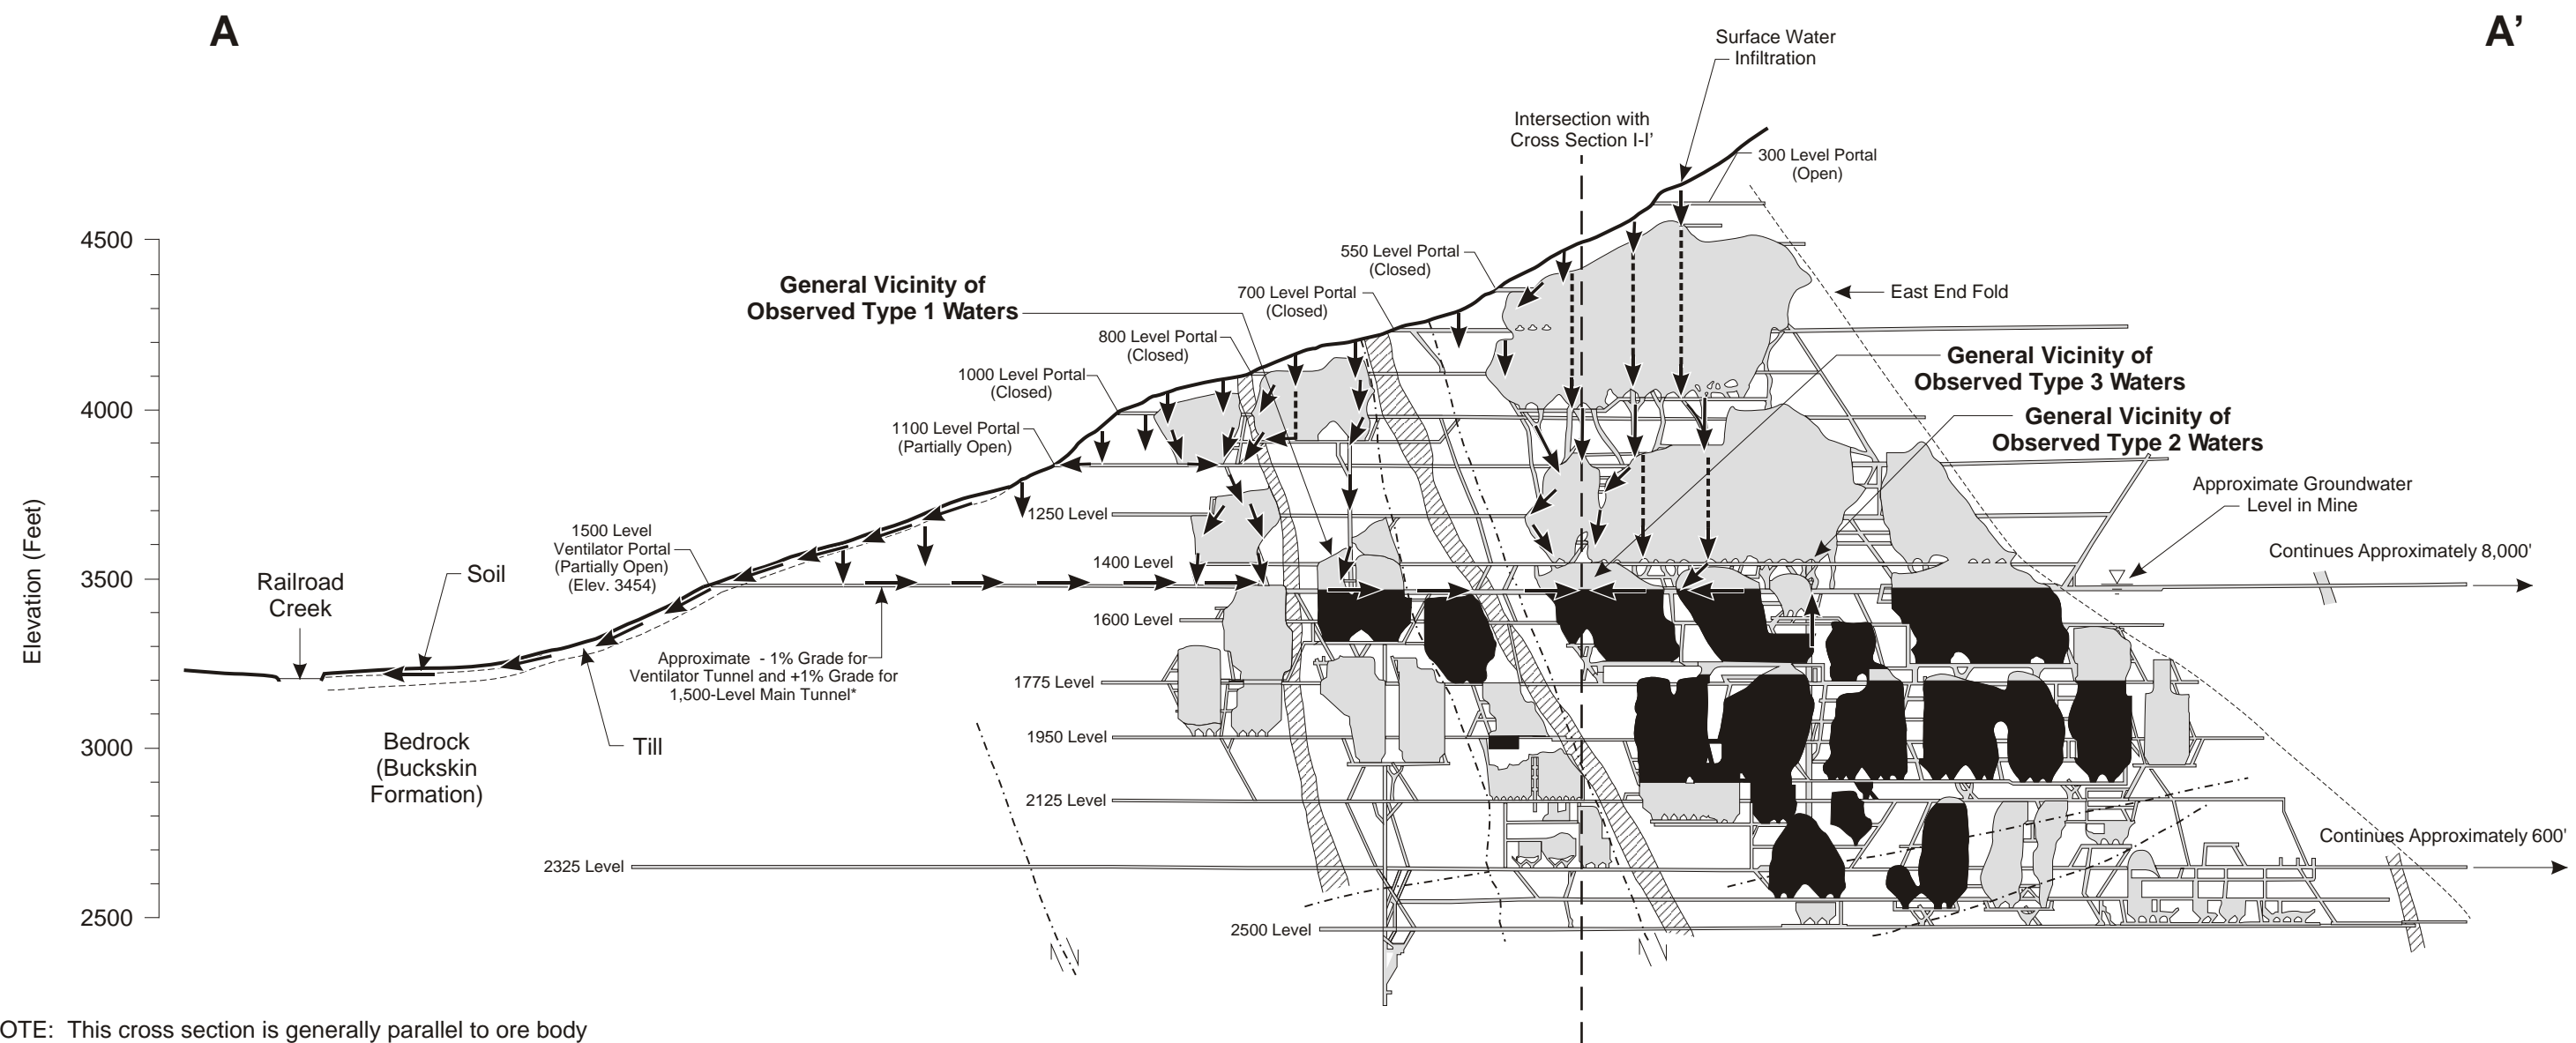 A
A'
Surface Water
Infiltration
Intersection with
Cross Section I-I'
300 Level Portal
(Open)
4500
550 Level Portal
(Closed)
General Vicinity of
Observed Type 1 Waters
700 Level Portal
(Closed)
East End Fold
800 Level Portal
(Closed)
General Vicinity of
Observed Type 3 Waters
1000 Level Portal
(Closed)
4000
General Vicinity of
Observed Type 2 Waters
1100 Level Portal
(Partially Open)
Approximate Groundwater
Level in Mine
1250 Level
1500 Level
Ventilator Portal
(Partially Open)
(Elev. 3454)
Continues Approximately 8,000'
1400 Level
3500
Soil
Railroad
Creek
Elevation (Feet)
1600 Level
Approximate - 1% Grade for
Ventilator Tunnel and +1% Grade for
1,500-Level Main Tunnel*
1775 Level
1950 Level
3000
Till
Bedrock
(Buckskin
Formation)
2125 Level
Continues Approximately 600'
2325 Level
2500
2500 Level
OTE: This cross section is generally parallel to ore body